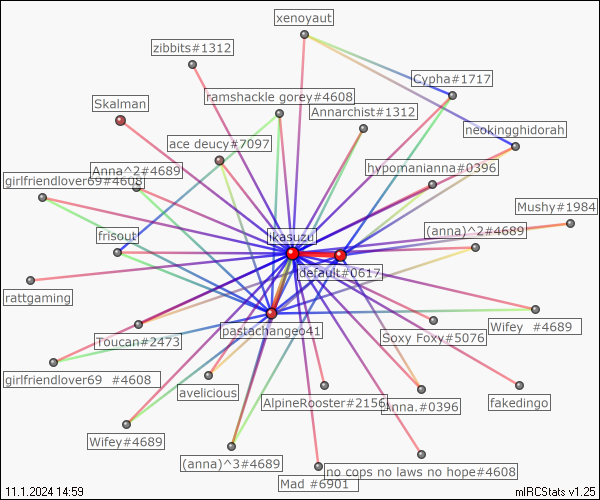 xenoyaut
zibbits#1312
Cypha#1717
ramshackle gorey#4608
Skalman
Annarchist#1312
neokingghidorah
ace deucy#7097
Anna^2#4689
hypomanianna#0396
girlfriendlover69#4608
Mushy#1984
(anna)^2#4689
frisout
ikasuzu
default#0617
rattgaming
pastachangeo41
Wifey #4689
Toucan#2473
Soxy Foxy#5076
girlfriendlover69 #4608
avelicious
AlpineRooster#2156
Anna.#0396
fakedingo
Wifey#4689
(anna)^3#4689
no cops no laws no hope#4608
Mad #6901
11.1.2024 14:59
mIRCStats v1.25